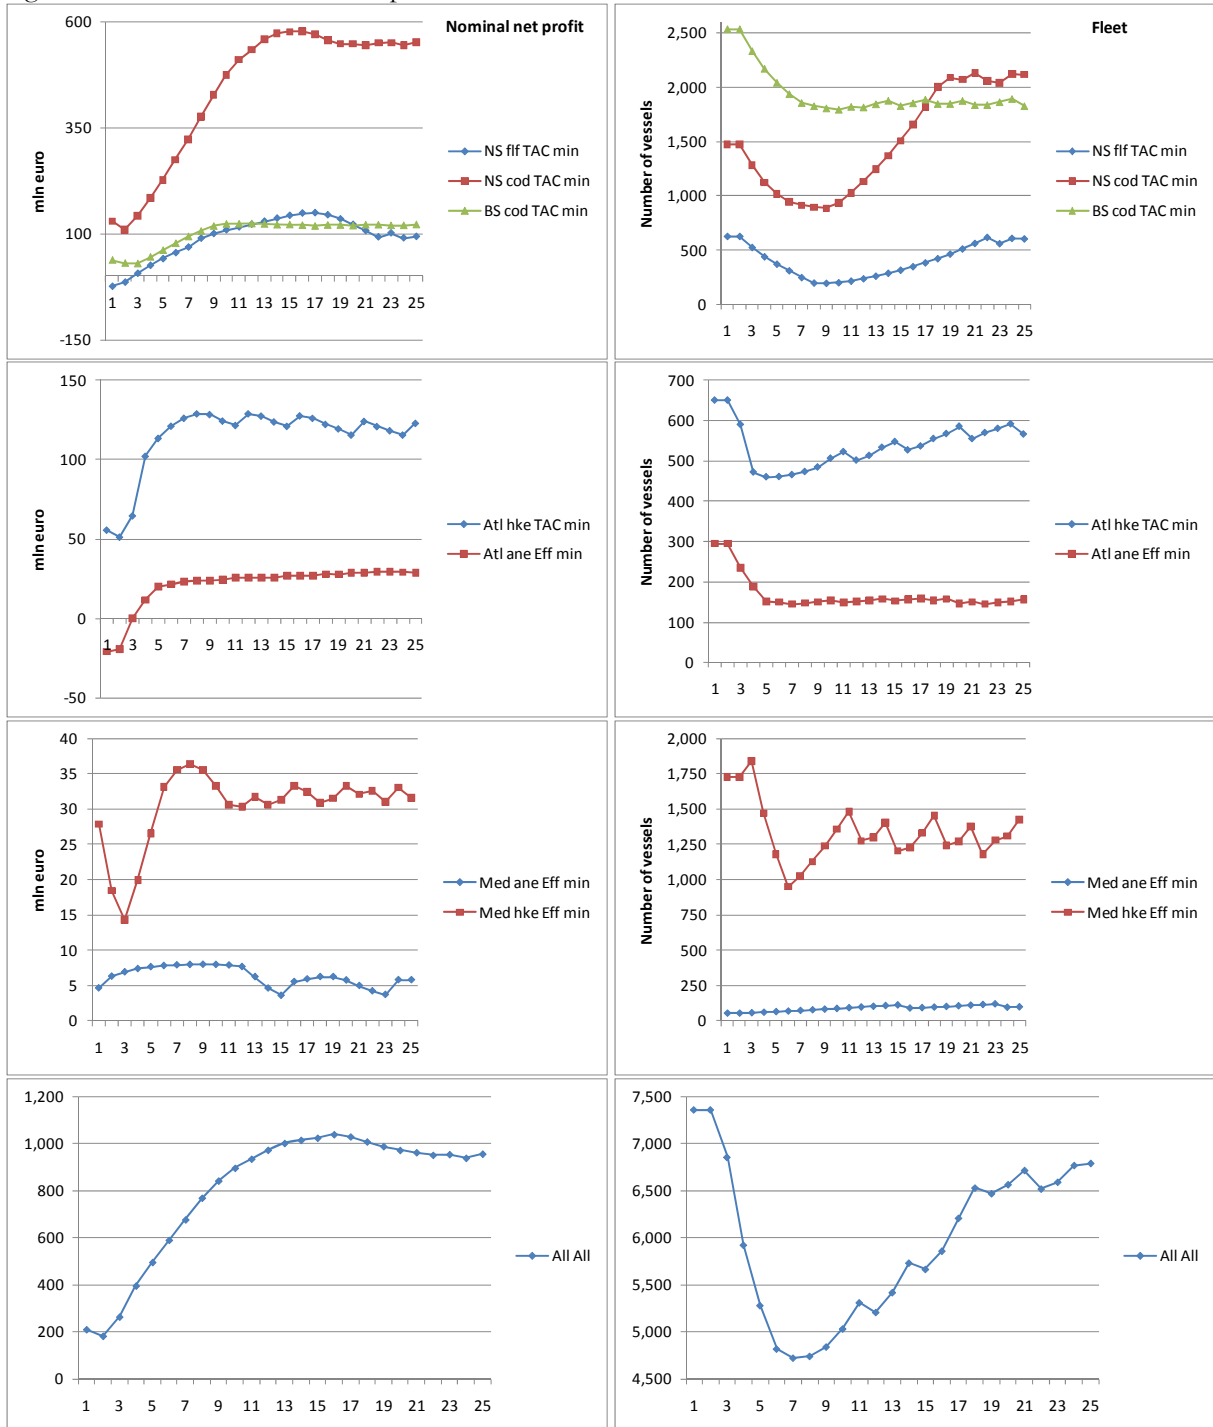 Nominal net profit
600
350
100
-150
mln euro
1 3 5 7 9 11 13 15 17 19 21 23 25
NS flf TAC min
NS cod TAC min
BS cod TAC min
Fleet
2,500
2,000
1,500
1,000
500
0
Number of vessels
1 3 5 7 9 11 13 15 17 19 21 23 25
NS flf TAC min
NS cod TAC min
BS cod TAC min
150
100
50
0
-50
mln euro
1 3 5 7 9 11 13 15 17 19 21 23 25
Atl hke TAC min
Atl ane Eff min
700
600
500
400
300
200
100
0
Number of vessels
1 3 5 7 9 11 13 15 17 19 21 23 25
Atl hke TAC min
Atl ane Eff min
40
35
30
25
20
15
10
5
0
mln euro
1 3 5 7 9 11 13 15 17 19 21 23 25
Med ane Eff min
Med hke Eff min
2,000
1,750
1,500
1,250
1,000
750
500
250
0
Number of vessels
1 3 5 7 9 11 13 15 17 19 21 23 25
Med ane Eff min
Med hke Eff min
1,200
1,000
800
600
400
200
0
1 3 5 7 9 11 13 15 17 19 21 23 25
All All
7,500
7,000
6,500
6,000
5,500
5,000
4,500
1 3 5 7 9 11 13 15 17 19 21 23 25
All All